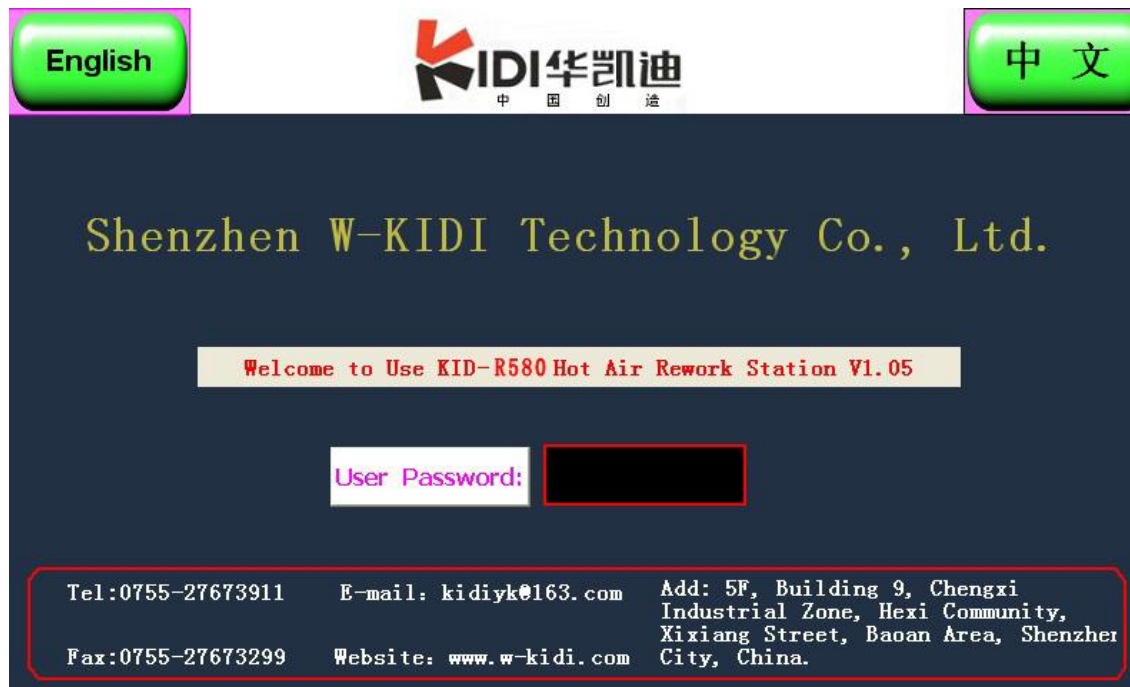 English
KIDI华凯迪
中国创造
中 文
Shenzhen W-KIDI Technology Co., Ltd.
Welcome to Use KID-R580 Hot Air Rework Station V1.05
User Password:
Tel:0755-27673911
E-mail: kidiyk@163.com
Add: 5F, Building 9, Chengxi
Industrial Zone, Hexi Community,
Xixiang Street, Baoan Area, Shenzhen
City, China.
Fax:0755-27673299
Website: www.w-kidi.com